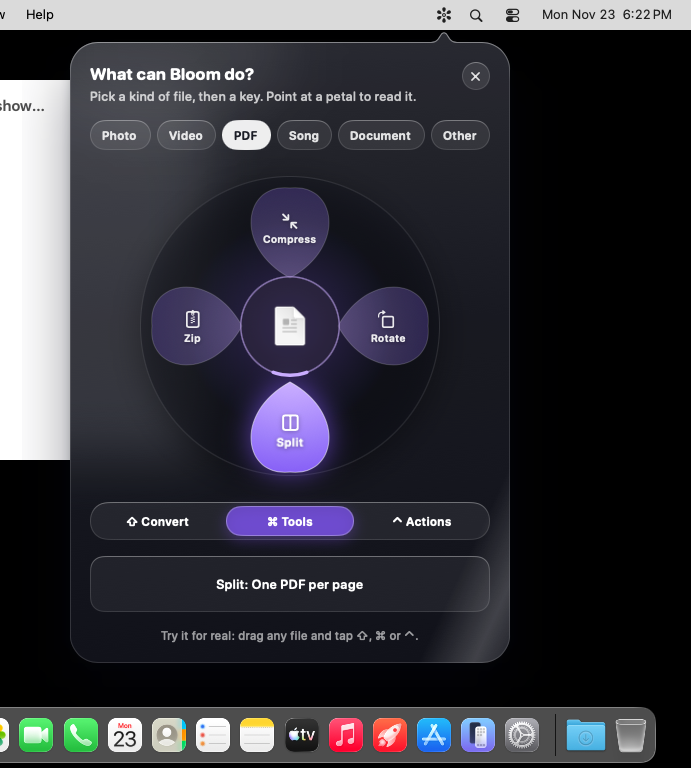 Help
Mon Nov 23 6:22 PM
show...
What can Bloom do?
Pick a kind of file, then a key. Point at a petal to read it.
Photo
Video
PDF
Song
Document
Other
Compress
Zip
Rotate
Split
⇧ Convert
⌘ Tools
⌃ Actions
Split: One PDF per page
Try it for real: drag any file and tap ⇧, ⌘ or ⌃.
Mon
23
tv